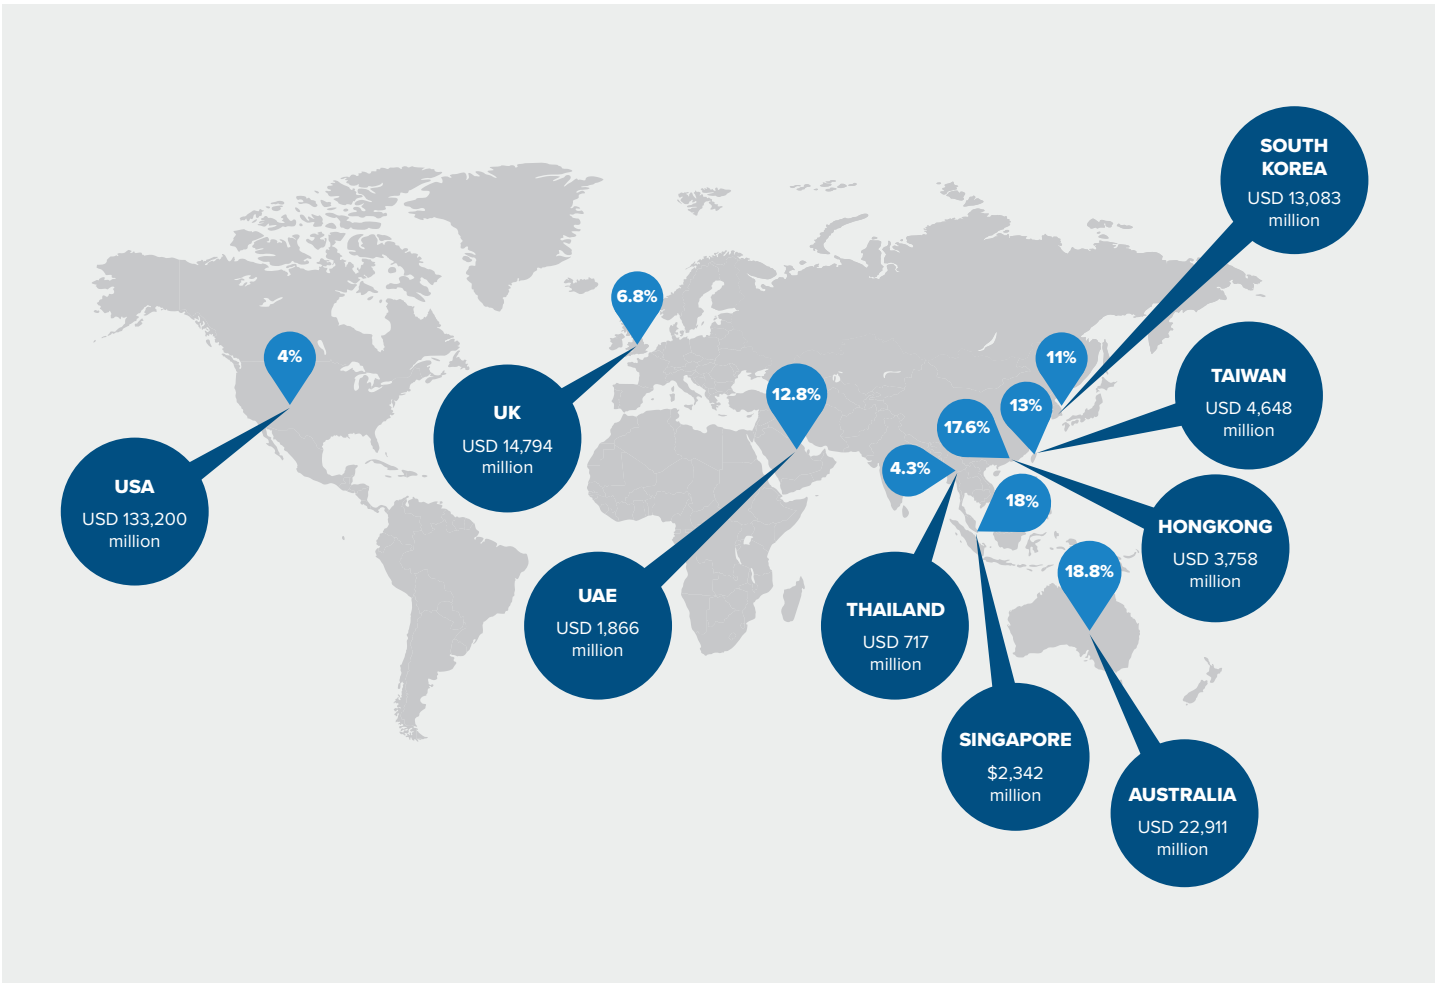 SOUTH
KOREA
USD 13,083
million
6.8%
4%
11%
TAIWAN
USD 4,648
million
12.8%
13%
17.6%
UK
USD 14,794
million
4.3%
USA
USD 133,200
million
18%
HONGKONG
USD 3,758
million
18.8%
UAE
USD 1,866
million
THAILAND
USD 717
million
SINGAPORE
$2,342
million
AUSTRALIA
USD 22,911
million